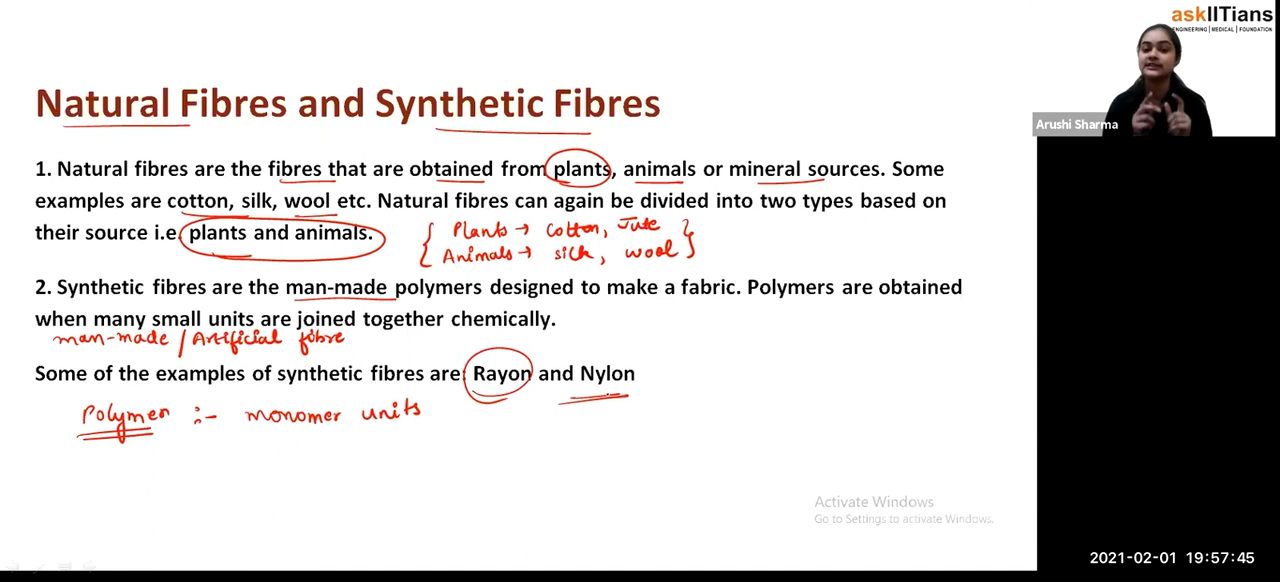 askIITians
ENGINEERING | MEDICAL | FOUNDATION
Arushi Sharma
Natural Fibres and Synthetic Fibres
1. Natural fibres are the fibres that are obtained from plants, animals or mineral sources. Some
examples are cotton, silk, wool etc. Natural fibres can again be divided into two types based on
their source i.e. plants and animals.
{ Plants → Cotton, Jute }
Animals → silk, wool
2. Synthetic fibres are the man-made polymers designed to make a fabric. Polymers are obtained
when many small units are joined together chemically.
man-made / Artificial fibre
Some of the examples of synthetic fibres are: Rayon and Nylon
Polymer :- monomer units
Activate Windows
Go to Settings to activate Windows.
2021-02-01 19:57:45